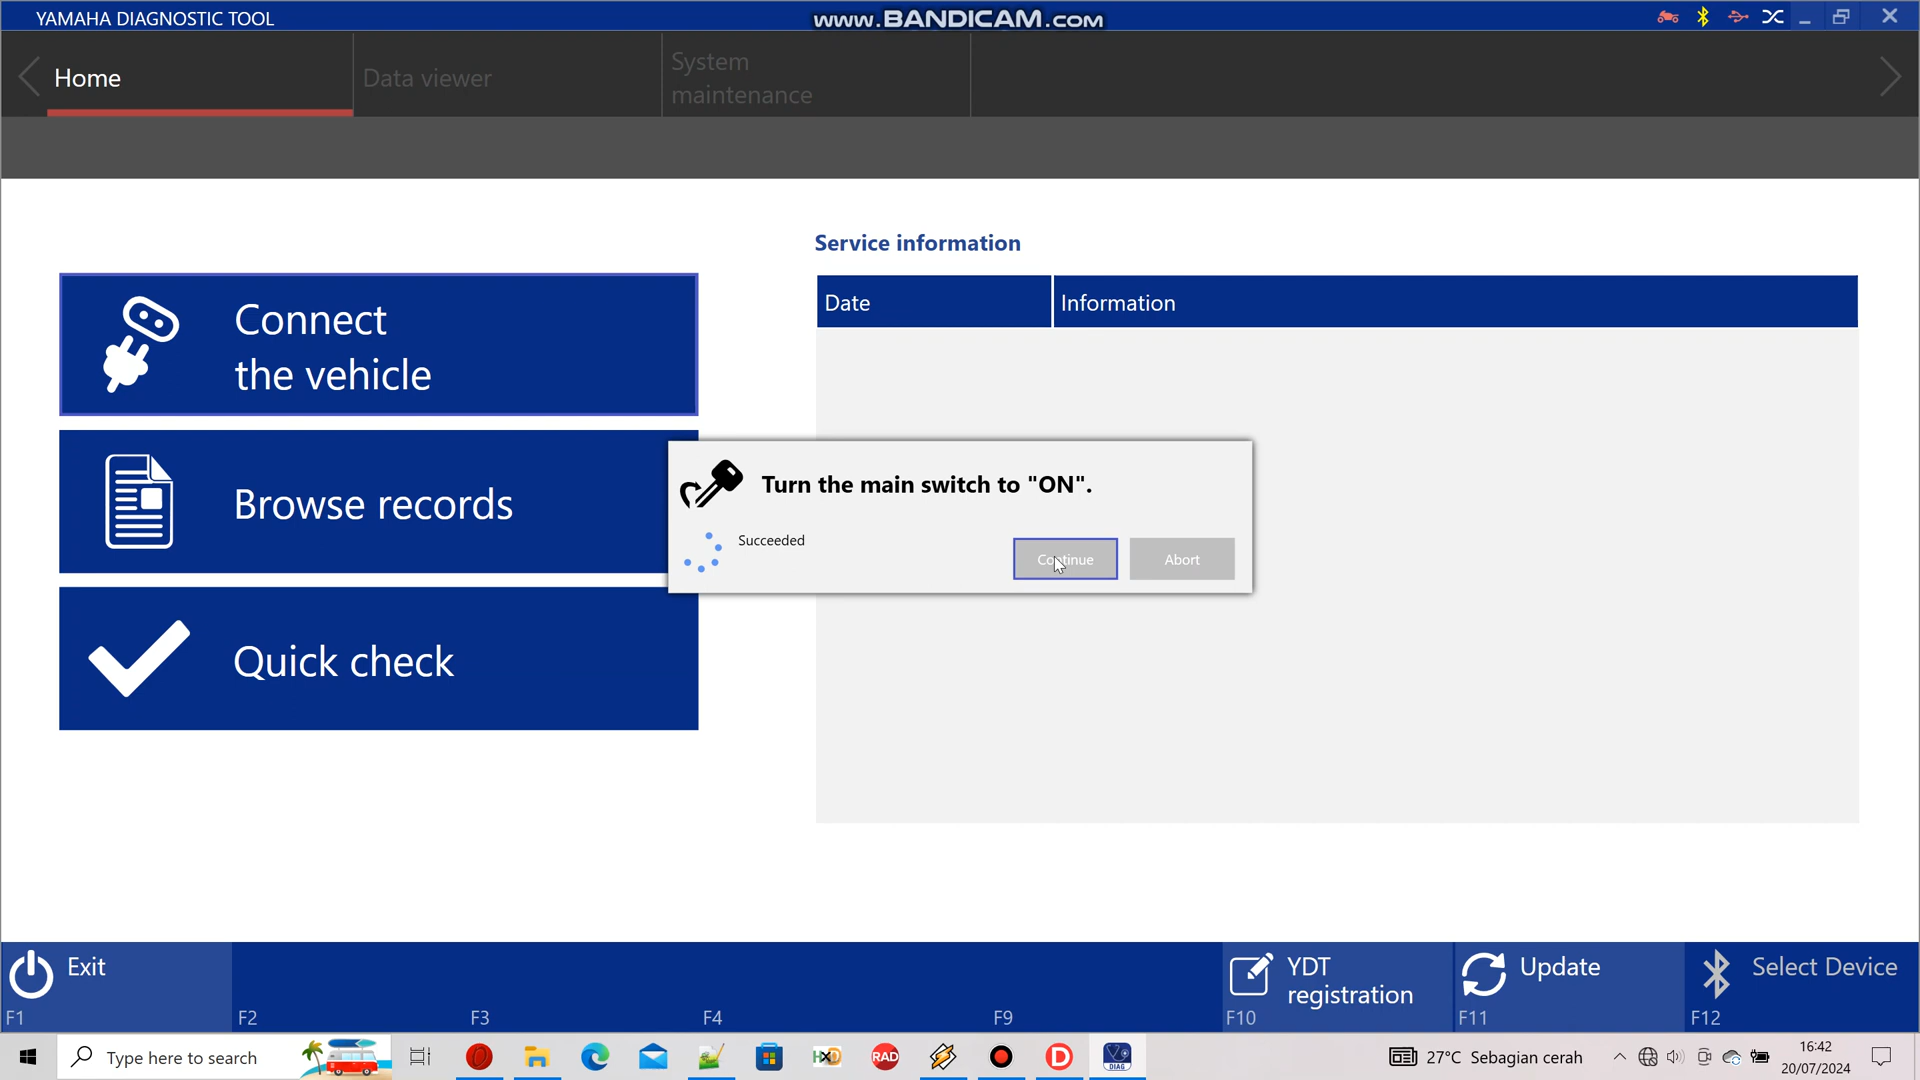 YAMAHA DIAGNOSTIC TOOL
www.BANDICAM.com
Home
Data viewer
System
maintenance
Service information
Date
Information
Connect
the vehicle
Browse records
Quick check
Turn the main switch to "ON".
Succeeded
Continue
Abort
Exit
F1
F2
F3
F4
F9
YDT
registration
F10
Update
F11
Select Device
F12
Type here to search
HXD
RAD
D
DIAG
27°C Sebagian cerah
16:42
20/07/2024